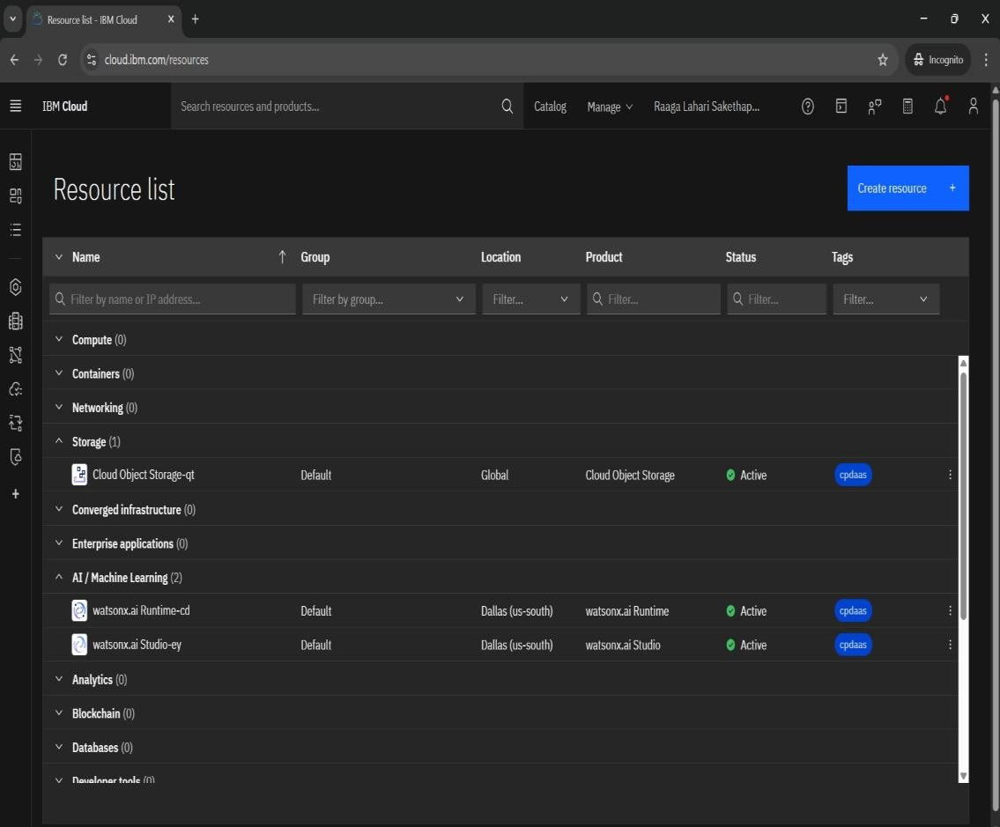 Resource list - IBM Cloud
cloud.ibm.com/resources
Incognito
IBM Cloud
Search resources and products...
Catalog
Manage
Raaga Lahari Sakethap...
Resource list
Create resource +
Name Group Location Product Status Tags
Filter by name or IP address... Filter by group... Filter... Filter... Filter... Filter...
Compute (0)
Containers (0)
Networking (0)
Storage (1)
Cloud Object Storage-qt Default Global Cloud Object Storage Active cpdaas
Converged infrastructure (0)
Enterprise applications (0)
AI / Machine Learning (2)
watsonx.ai Runtime-cd Default Dallas (us-south) watsonx.ai Runtime Active cpdaas
watsonx.ai Studio-ey Default Dallas (us-south) watsonx.ai Studio Active cpdaas
Analytics (0)
Blockchain (0)
Databases (0)
Developer tools (0)